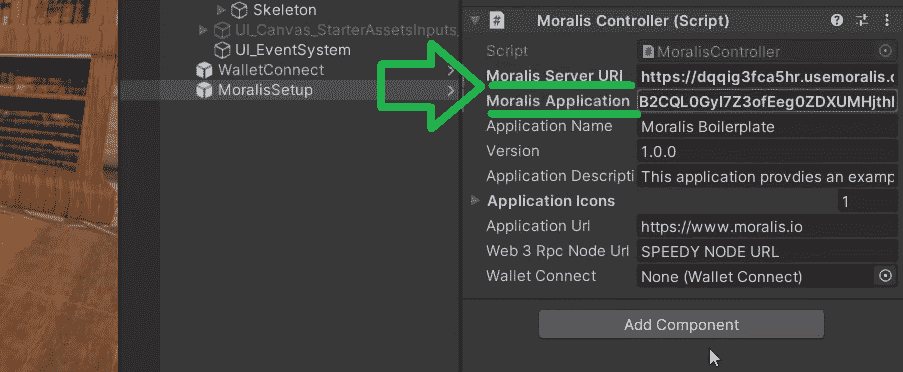 Skeleton
UI_Canvas_StarterAssetsInputs_
UI_EventSystem
WalletConnect
MoralisSetup
Moralis Controller (Script)
Script MoralisController
Moralis Server URI https://dqqig3fca5hr.usemoralis.c
Moralis Application B2CQL0GyI7Z3ofEeg0ZDXUMHjthl
Application Name Moralis Boilerplate
Version 1.0.0
Application Descripti This application provdies an examp
Application Icons 1
Application Url https://www.moralis.io
Web 3 Rpc Node Url SPEEDY NODE URL
Wallet Connect None (Wallet Connect)
Add Component